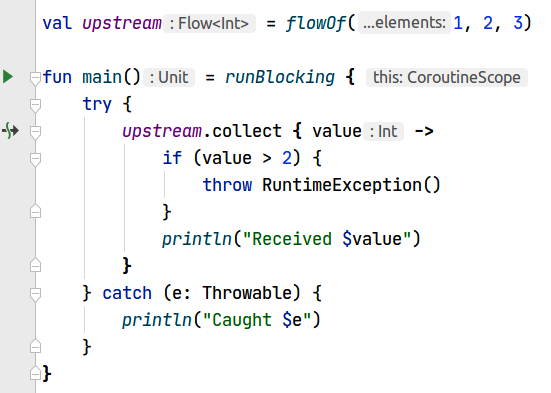 val upstream : Flow<Int> = flowOf( ...elements: 1, 2, 3)
fun main() : Unit = runBlocking { this: CoroutineScope
try {
upstream.collect { value : Int ->
if (value > 2) {
throw RuntimeException()
}
println("Received $value")
}
} catch (e: Throwable) {
println("Caught $e")
}
}